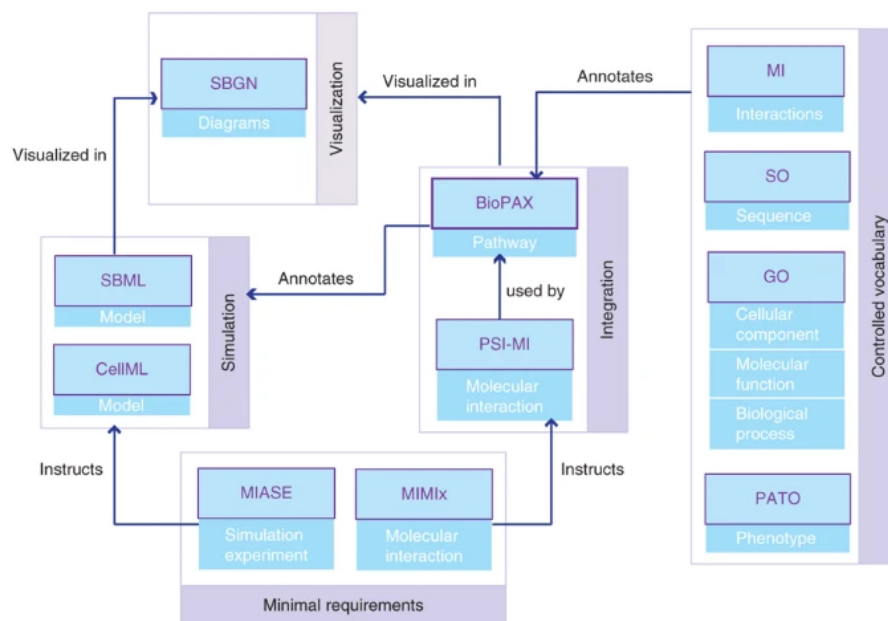 SBGN
Diagrams
Visualization
Visualized in
Annotates
MI
Interactions
Visualized in
BioPAX
Pathway
SO
Sequence
SBML
Model
Annotates
used by
GO
Cellular
component
Molecular
function
Biological
process
CellML
Model
Simulation
PSI-MI
Molecular
interaction
Integration
Controlled vocabulary
Instructs
MIASE
Simulation
experiment
MIMIx
Molecular
interaction
Instructs
PATO
Phenotype
Minimal requirements